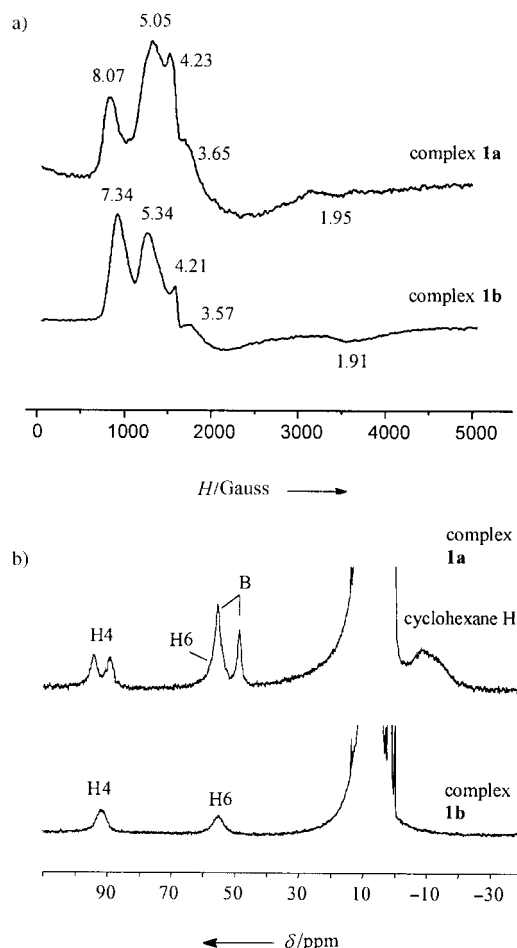 a)
5.05
8.07
4.23
3.65
complex 1a
7.34
1.95
5.34
4.21
complex 1b
3.57
1.91
0 1000 2000 3000 4000 5000
H/Gauss
b)
complex
1a
B
cyclohexane H
H4
H6
H4
H6
complex
1b
90 70 50 30 10 −10 −30
δ/ppm